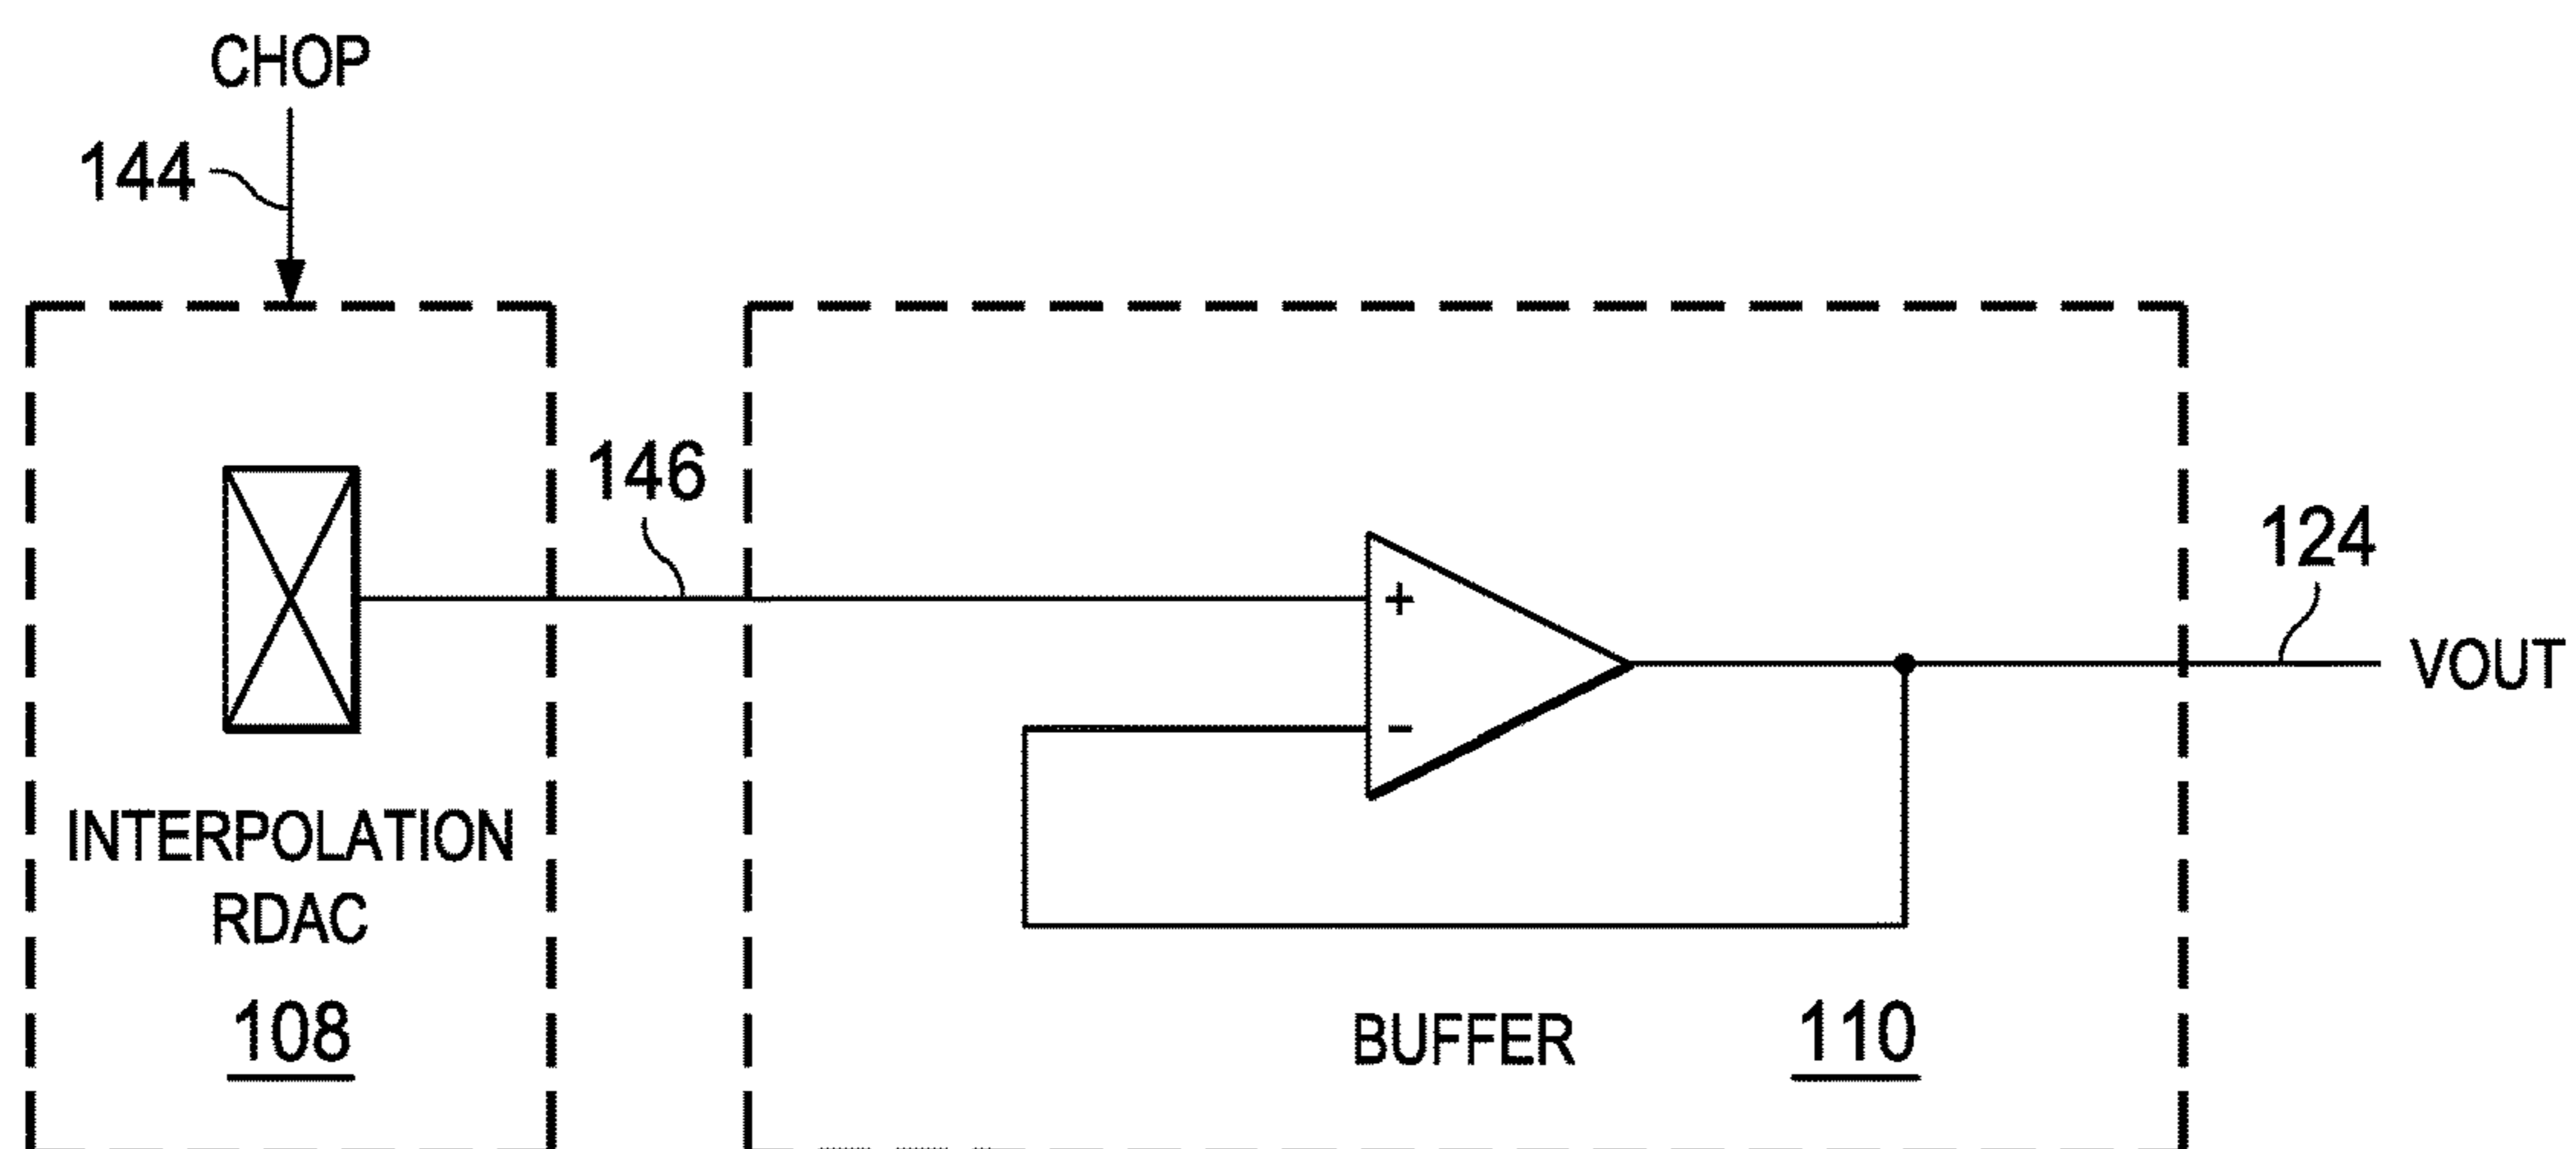 CHOP
144
146
124
+
-
VOUT
INTERPOLATION
RDAC
108
BUFFER
110